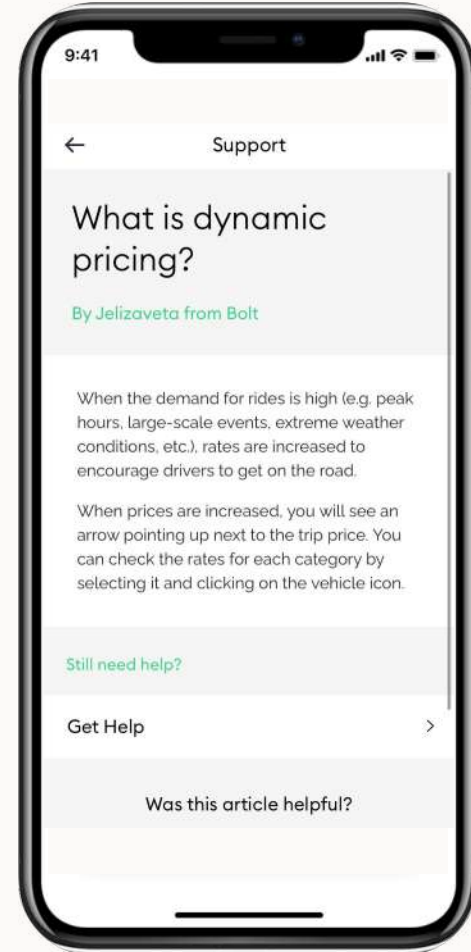 9:41
Support
What is dynamic
pricing?
By Jelizaveta from Bolt
When the demand for rides is high (e.g. peak
hours, large-scale events, extreme weather
conditions, etc.), rates are increased to
encourage drivers to get on the road.
When prices are increased, you will see an
arrow pointing up next to the trip price. You
can check the rates for each category by
selecting it and clicking on the vehicle icon.
Still need help?
Get Help
Was this article helpful?